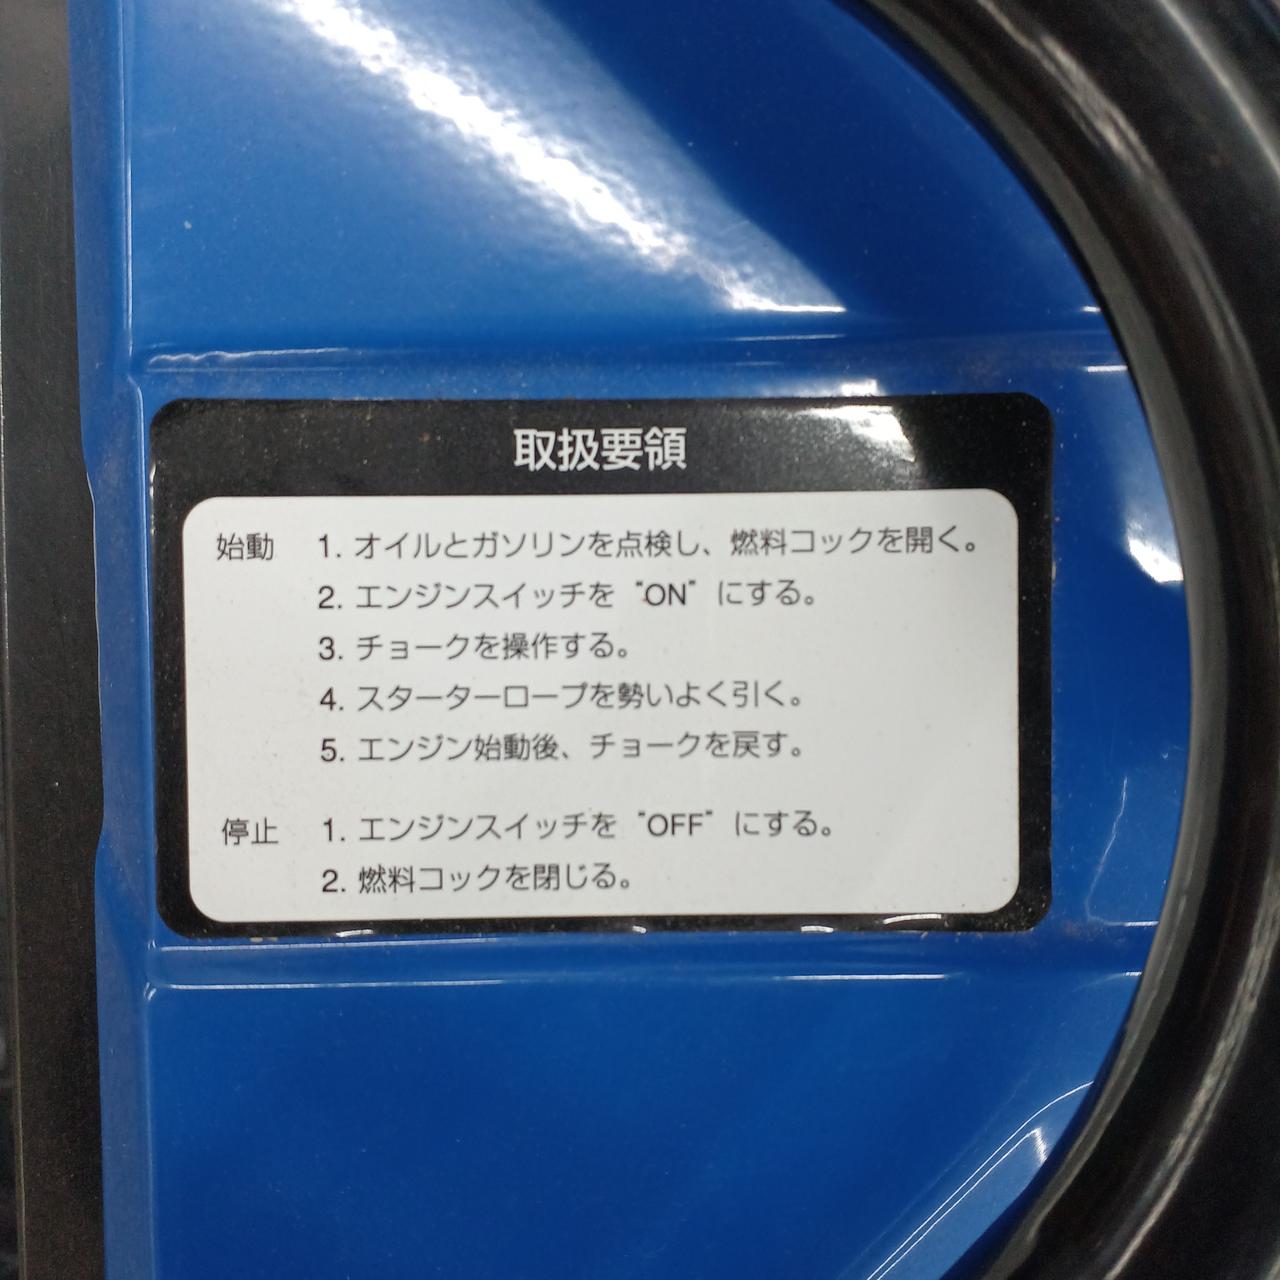 取扱要領
始動 1. オイルとガソリンを点検し、燃料コックを開く。
2. エンジンスイッチを "ON" にする。
3. チョークを操作する。
4. スターターロープを勢いよく引く。
5. エンジン始動後、チョークを戻す。
停止 1. エンジンスイッチを "OFF" にする。
2. 燃料コックを閉じる。